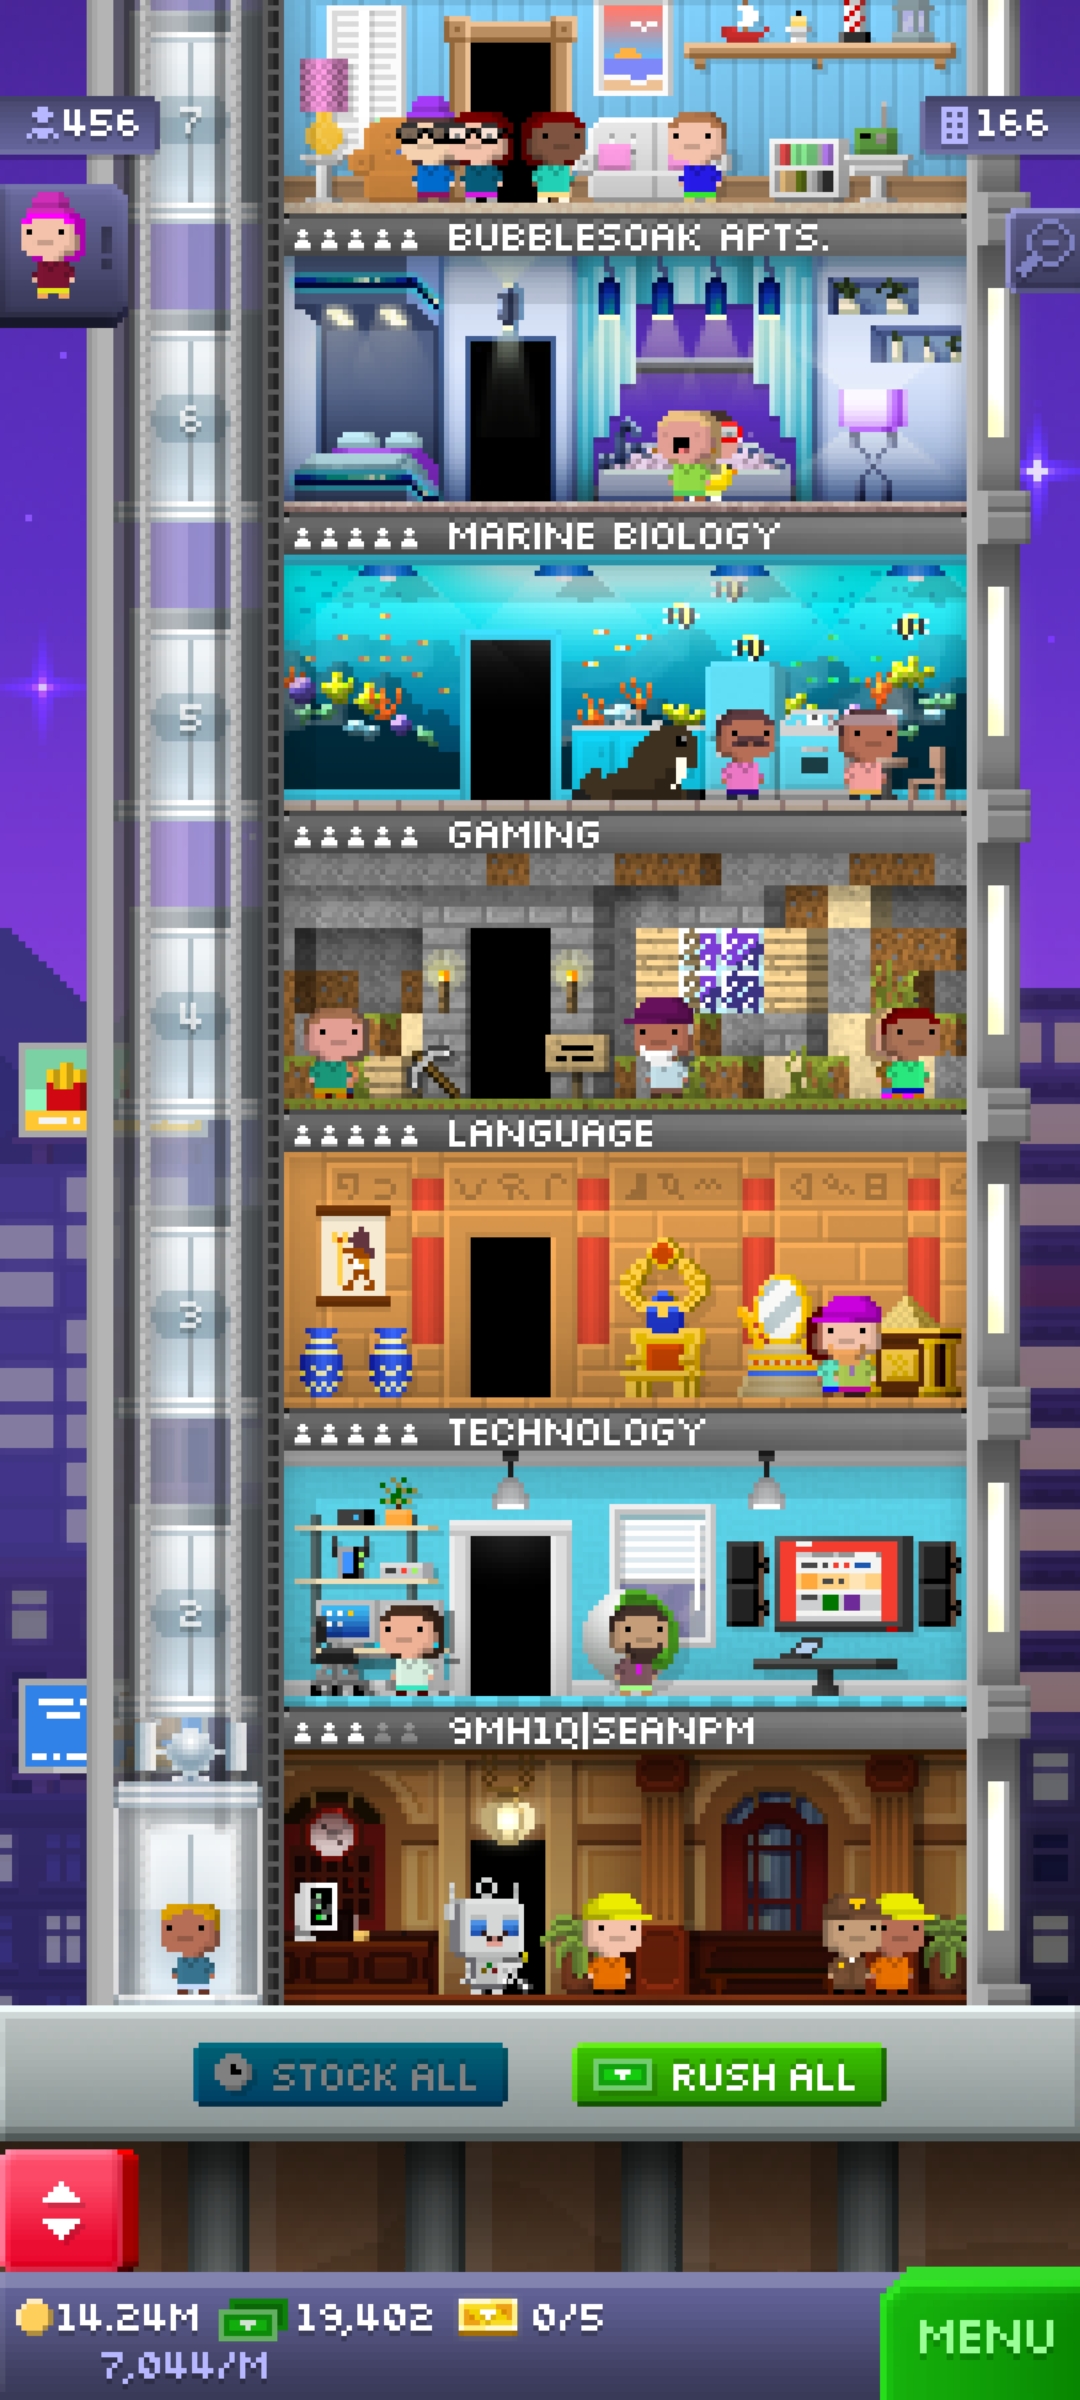 7
456
166
!
BUBBLESOAK APTS.
6
MARINE BIOLOGY
5
GAMING
4
LANGUAGE
3
TECHNOLOGY
2
9MH1Q|SEANPM
STOCK ALL
RUSH ALL
14.24M
19,402
0/5
7,044/M
MENU